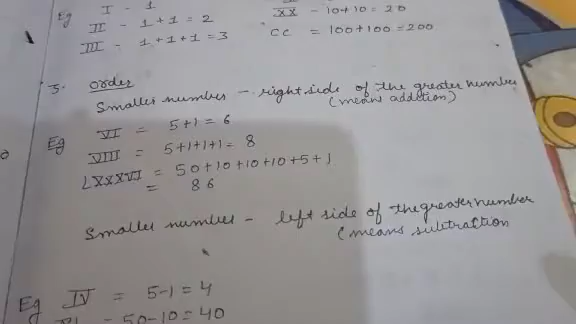 I - 1
XX - 10+10 = 20
Eg II - 1+1 = 2
CC = 100+100 = 200
III - 1+1+1 = 3
5. Order
Smaller number - right side of the greater number
(means addition)
Eg VI = 5+1 = 6
VIII = 5+1+1+1 = 8
LXXXVI = 50+10+10+10+5+1
= 86
Smaller number - left side of the greater number
(means subtraction
Eg IV = 5-1 = 4
= 50-10 = 40